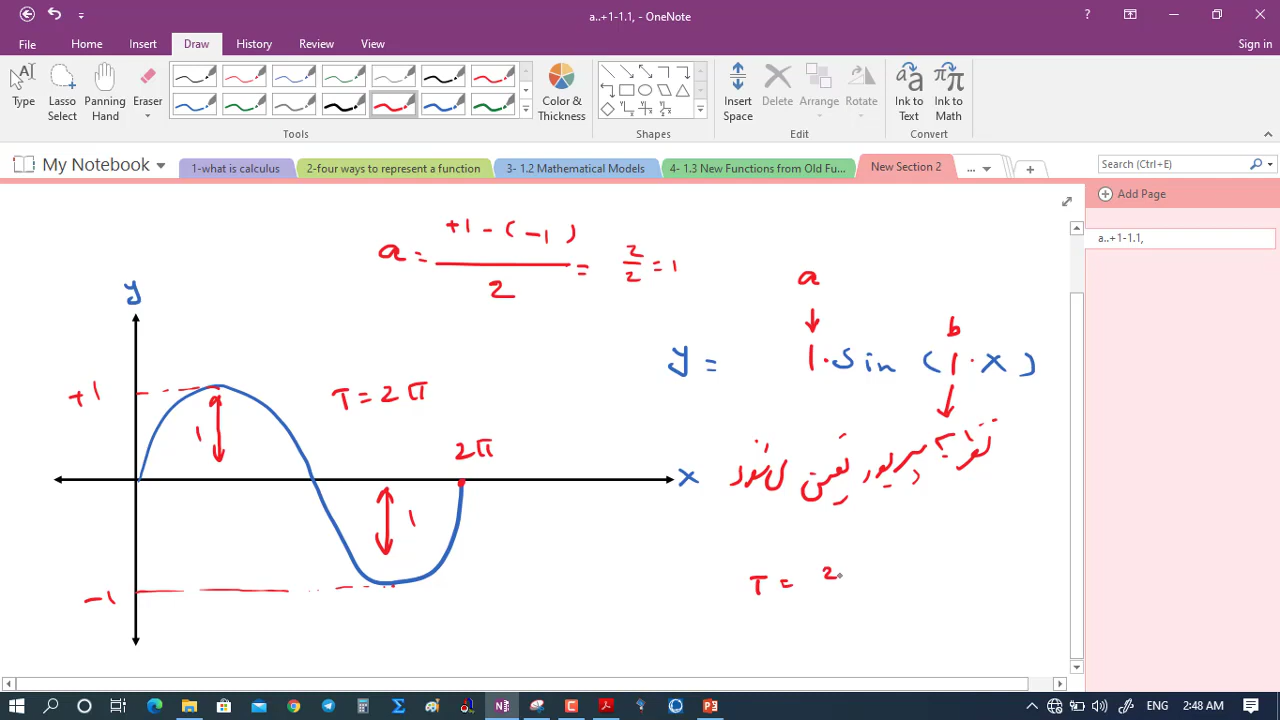 a..+1-1.1, - OneNote
?
File Home Insert Draw History Review View
Sign in
Type
Lasso Select
Panning Hand
Eraser
Color & Thickness
Insert Space
Delete
Arrange
Rotate
Ink to Text
Ink to Math
Tools
Shapes
Edit
Convert
My Notebook
1-what is calculus
2-four ways to represent a function
3- 1.2 Mathematical Models
4- 1.3 New Functions from Old Fu...
New Section 2
...
Search (Ctrl+E)
Add Page
a..+1-1.1,
a = +1 - (-1) / 2 = 2/2 = 1
y
a
b
y = 1 · Sin (1 · x)
+1
1
T = 2π
2π
x
1
-1
T = 2
ENG 2:48 AM